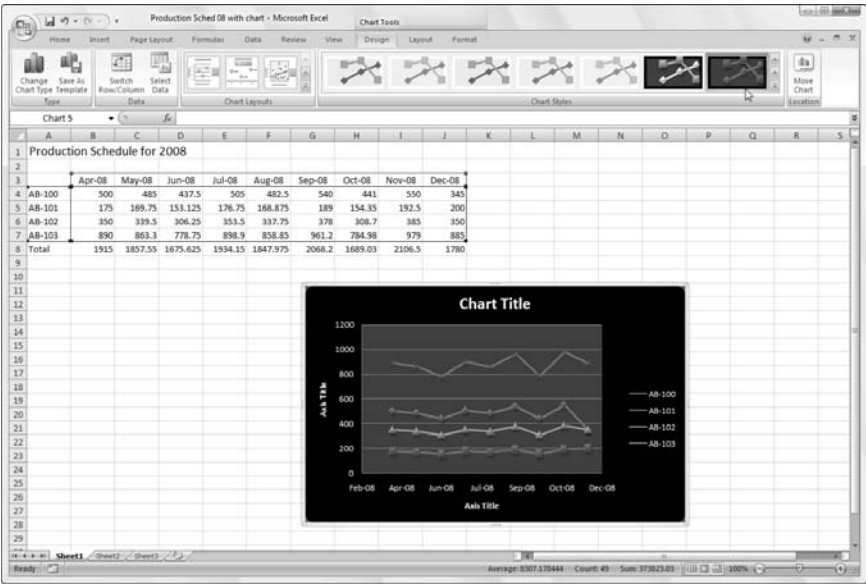 Production Sched 08 with chart - Microsoft Excel Chart Tools
Home Insert Page Layout Formulas Data Review View Design Layout Format
Change Chart Type Save As Template Switch Row/Column Select Data Move Chart
Type Data Chart Layouts Chart Styles Location
Chart 5 fx
A B C D E F G H I J K L M N O P Q R S
1 Production Schedule for 2008
2
3 Apr-08 May-08 Jun-08 Jul-08 Aug-08 Sep-08 Oct-08 Nov-08 Dec-08
4 AB-100 500 485 437.5 505 482.5 540 441 550 345
5 AB-101 175 169.75 153.125 176.75 168.875 189 154.35 192.5 200
6 AB-102 350 339.5 306.25 353.5 337.75 378 308.7 385 350
7 AB-103 890 863.3 778.75 898.9 858.85 961.2 784.98 979 885
8 Total 1915 1857.55 1675.625 1934.15 1847.975 2068.2 1689.03 2106.5 1780
9
10
11
12
13
14
15
16
17
18
19
20
21
22
23
24
25
26
27
28
29
Chart Title
1200
1000
800
600
400
200
0
Axis Title
Feb-08 Apr-08 Jun-08 Jul-08 Sep-08 Oct-08 Dec-08
Axis Title
AB-100
AB-101
AB-102
AB-103
Sheet1 Sheet2 Sheet3
Ready Average: 8307.178444 Count: 49 Sum: 373823.03 100%